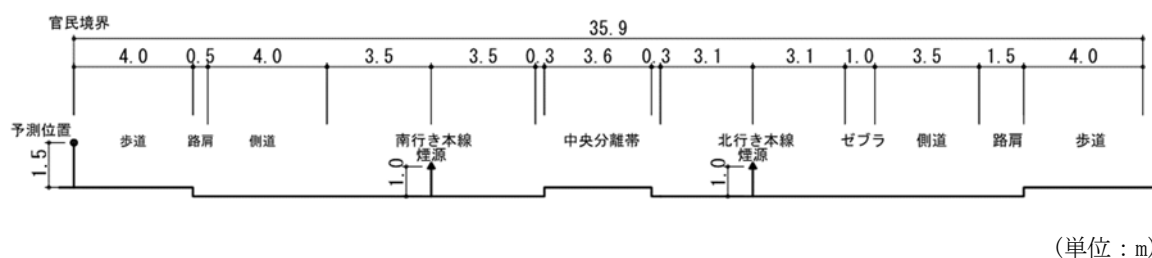 官民境界
35.9
4.0 0.5 4.0 3.5 3.5 0.3 3.6 0.3 3.1 3.1 1.0 3.5 1.5 4.0
予測位置 歩道 路肩 側道 南行き本線 中央分離帯 北行き本線 ゼブラ 側道 路肩 歩道
煙源 煙源
1.5 1.0 1.0
(単位：m)